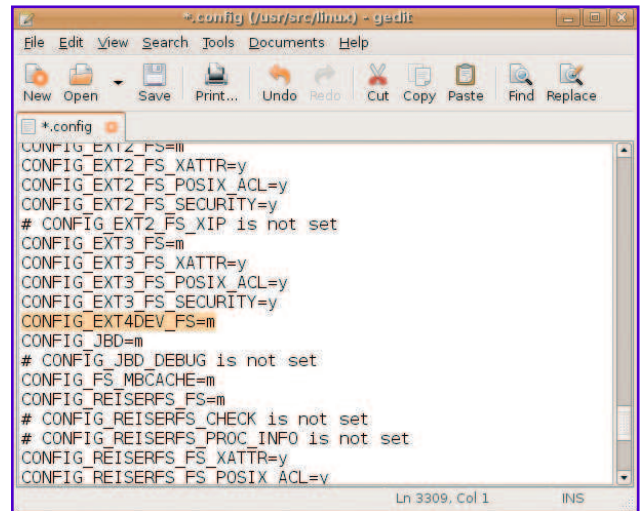 *.config (/usr/src/linux) - gedit
File Edit View Search Tools Documents Help
New Open Save Print... Undo Redo Cut Copy Paste Find Replace
*.config
CONFIG_EXT2_FS=m
CONFIG_EXT2_FS_XATTR=y
CONFIG_EXT2_FS_POSIX_ACL=y
CONFIG_EXT2_FS_SECURITY=y
# CONFIG_EXT2_FS_XIP is not set
CONFIG_EXT3_FS=m
CONFIG_EXT3_FS_XATTR=y
CONFIG_EXT3_FS_POSIX_ACL=y
CONFIG_EXT3_FS_SECURITY=y
CONFIG_EXT4DEV_FS=m
CONFIG_JBD=m
# CONFIG_JBD_DEBUG is not set
CONFIG_FS_MBCACHE=m
CONFIG_REISERFS_FS=m
# CONFIG_REISERFS_CHECK is not set
# CONFIG_REISERFS_PROC_INFO is not set
CONFIG_REISERFS_FS_XATTR=y
CONFIG_REISERFS_FS_POSIX_ACL=y
Ln 3309, Col 1 INS